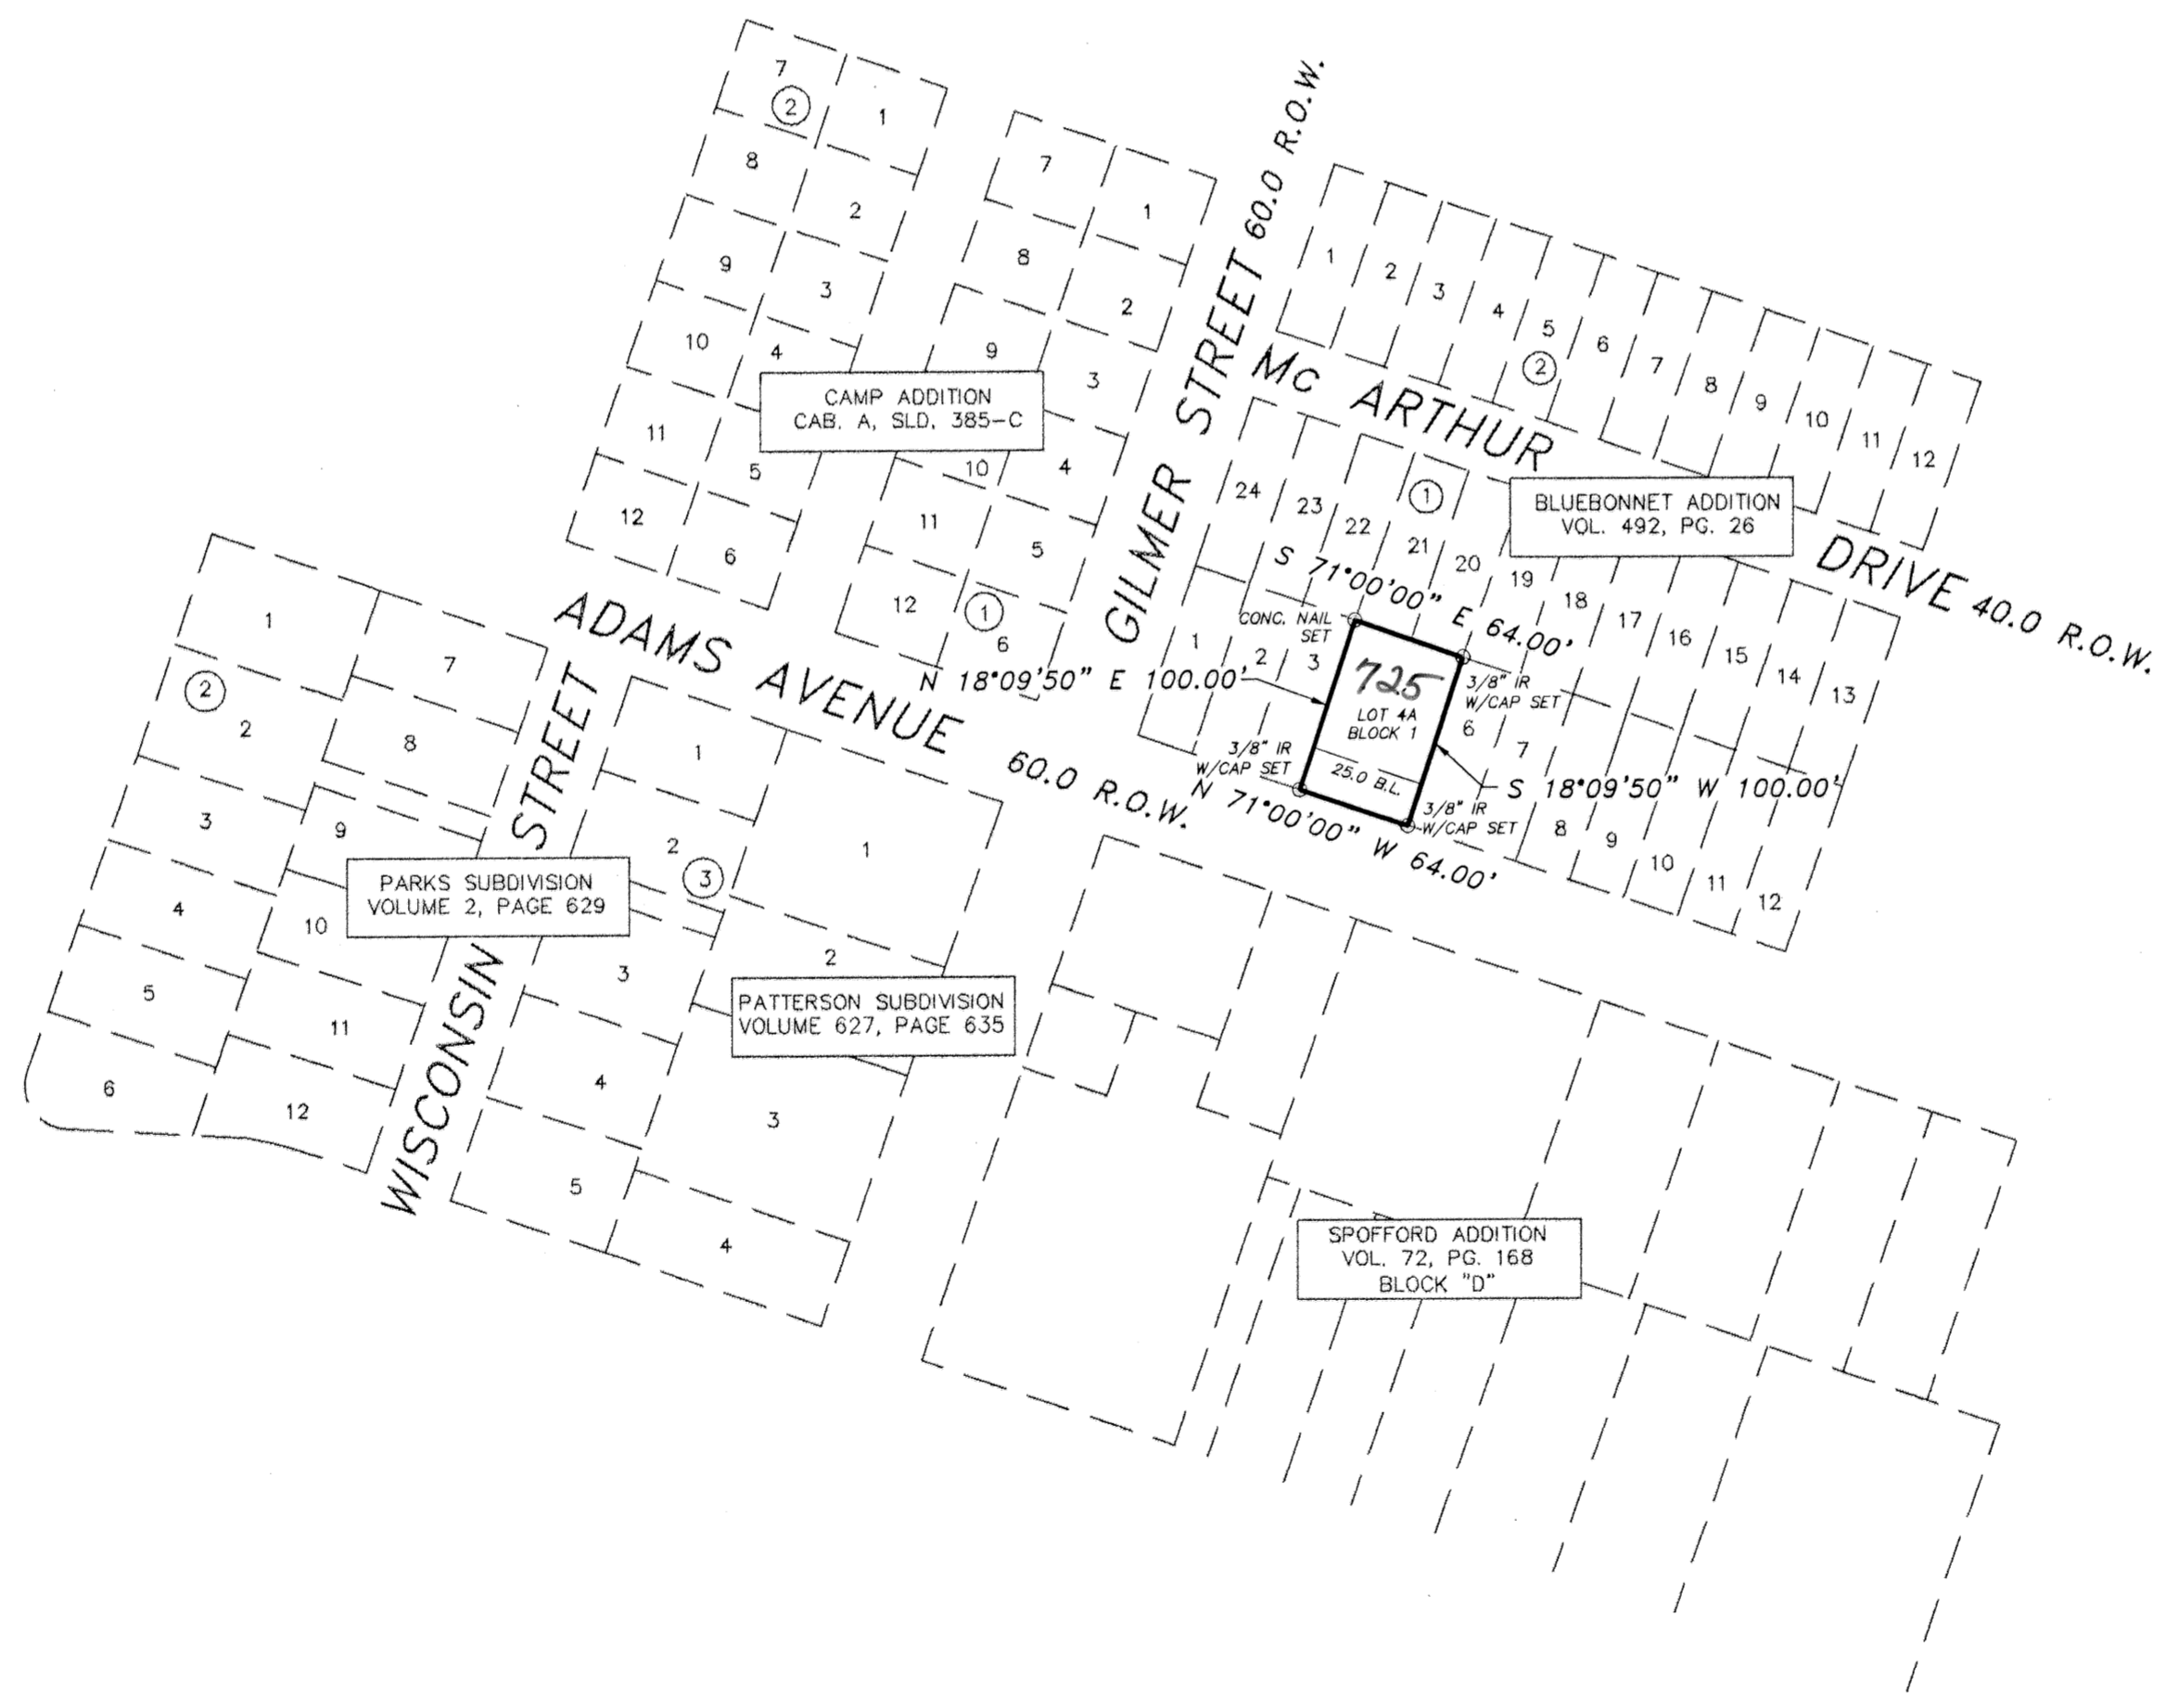 7
2
1
8
2
9
3
10
4
11
5
12
6
7
1
8
2
9
3
10
4
11
5
12
1
6
CAMP ADDITION
CAB. A, SLD. 385-C
GILMER STREET 60.0 R.O.W.
1
2
3
4
5
2
6
7
8
9
10
11
12
MC ARTHUR DRIVE 40.0 R.O.W.
BLUEBONNET ADDITION
VOL. 492, PG. 26
24
23
22
1
21
20
19
18
17
16
15
14
13
S 71°00'00" E 64.00'
CONC. NAIL
SET
1
2
3
N 18°09'50" E 100.00'
725
LOT 4A
BLOCK 1
25.0 B.L.
3/8" IR
W/CAP SET
6
7
3/8" IR
W/CAP SET
S 18°09'50" W 100.00'
3/8" IR
W/CAP SET
N 71°00'00" W 64.00'
8
9
10
11
12
ADAMS AVENUE 60.0 R.O.W.
WISCONSIN STREET
1
7
2
2
8
3
9
4
10
5
11
6
12
PARKS SUBDIVISION
VOLUME 2, PAGE 629
1
2
3
3
4
5
1
2
3
4
PATTERSON SUBDIVISION
VOLUME 627, PAGE 635
SPOFFORD ADDITION
VOL. 72, PG. 168
BLOCK "D"